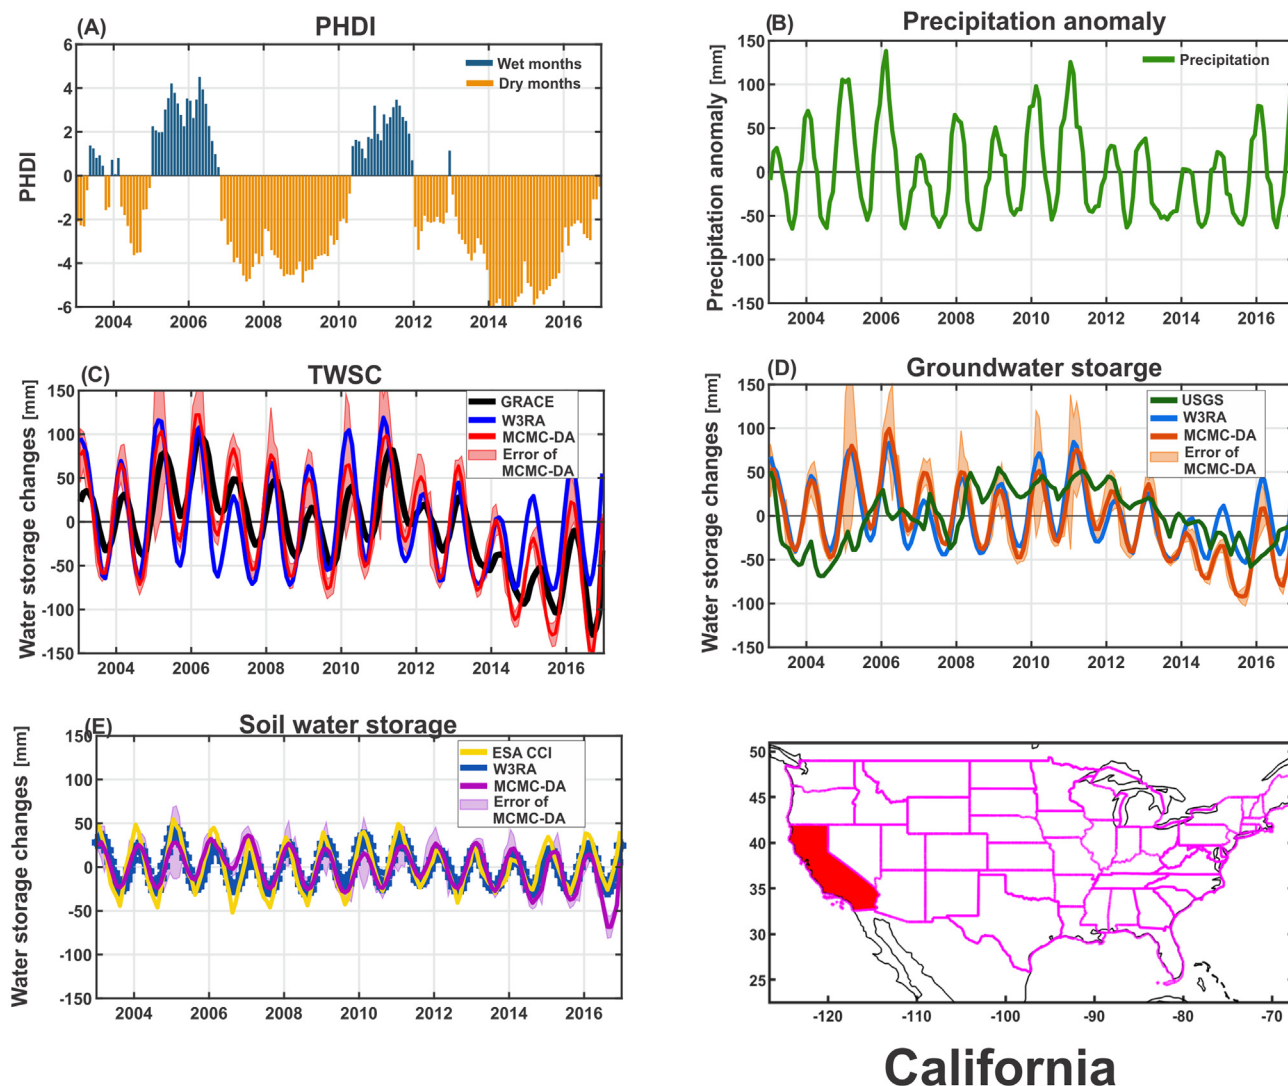 (A)
PHDI
PHDI
6
4
2
0
-2
-4
-6
Wet months
Dry months
2004 2006 2008 2010 2012 2014 2016
(B)
Precipitation anomaly
Precipitation anomaly [mm]
150
100
50
0
-50
-100
-150
Precipitation
2004 2006 2008 2010 2012 2014 2016
(C)
TWSC
Water storage changes [mm]
150
100
50
0
-50
-100
-150
GRACE
W3RA
MCMC-DA
Error of
MCMC-DA
2004 2006 2008 2010 2012 2014 2016
(D)
Groundwater stoarge
Water storage changes [mm]
150
100
50
0
-50
-100
-150
USGS
W3RA
MCMC-DA
Error of
MCMC-DA
2004 2006 2008 2010 2012 2014 2016
(E)
Soil water storage
Water storage changes [mm]
150
100
50
0
-50
-100
-150
ESA CCI
W3RA
MCMC-DA
Error of
MCMC-DA
2004 2006 2008 2010 2012 2014 2016
50
45
40
35
30
25
-120 -110 -100 -90 -80 -70
California